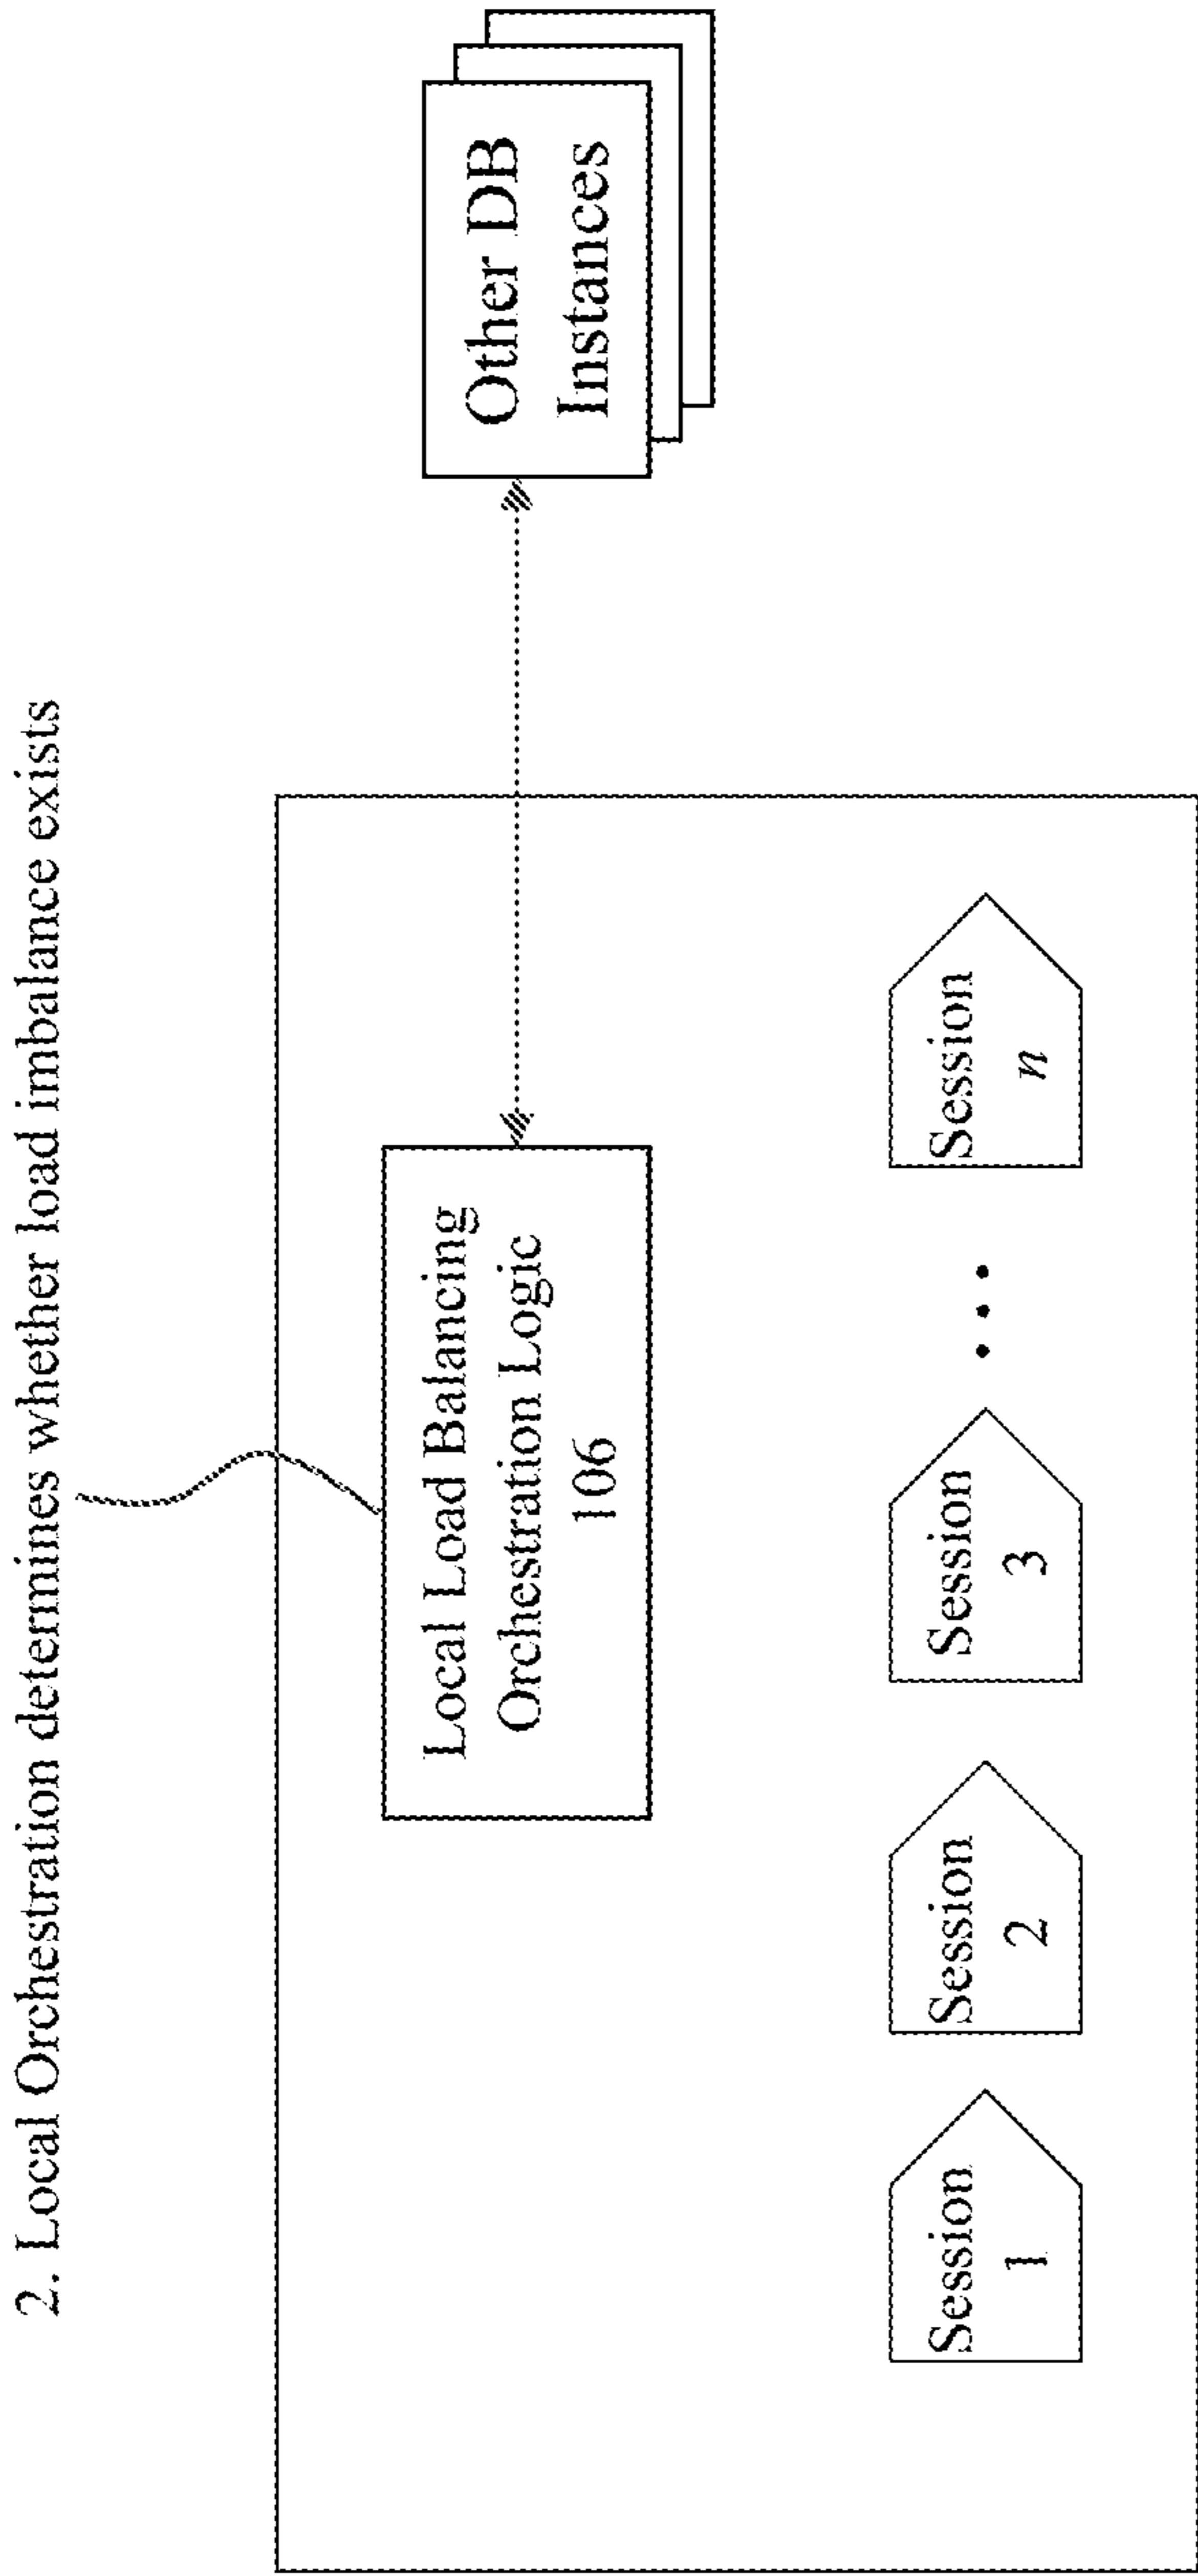 2. Local Orchestration determines whether load imbalance exists
Local Load Balancing
Orchestration Logic
106
Other DB
Instances
Session
1
Session
2
Session
3
• • •
Session
n